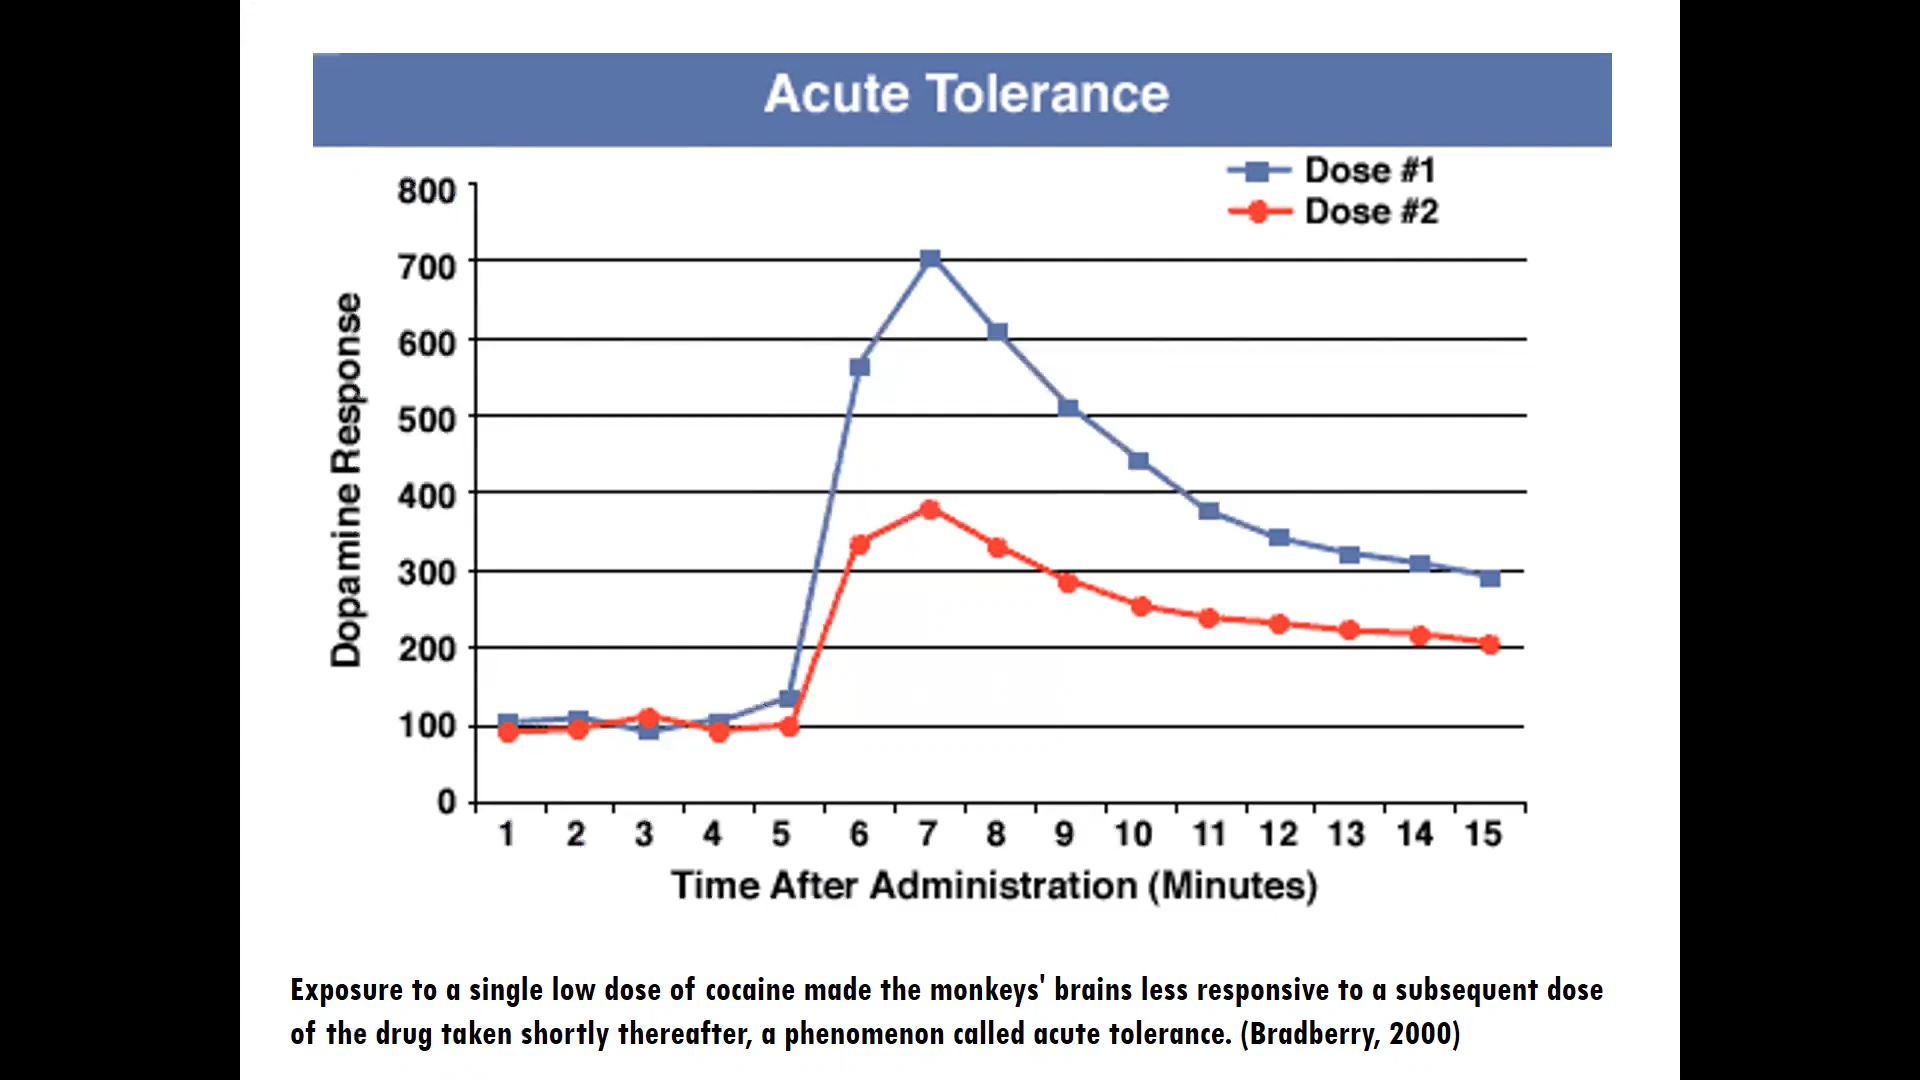 Acute Tolerance
Dose #1
Dose #2
800
700
600
500
400
300
200
100
0
Dopamine Response
1 2 3 4 5 6 7 8 9 10 11 12 13 14 15
Time After Administration (Minutes)
Exposure to a single low dose of cocaine made the monkeys' brains less responsive to a subsequent dose
of the drug taken shortly thereafter, a phenomenon called acute tolerance. (Bradberry, 2000)